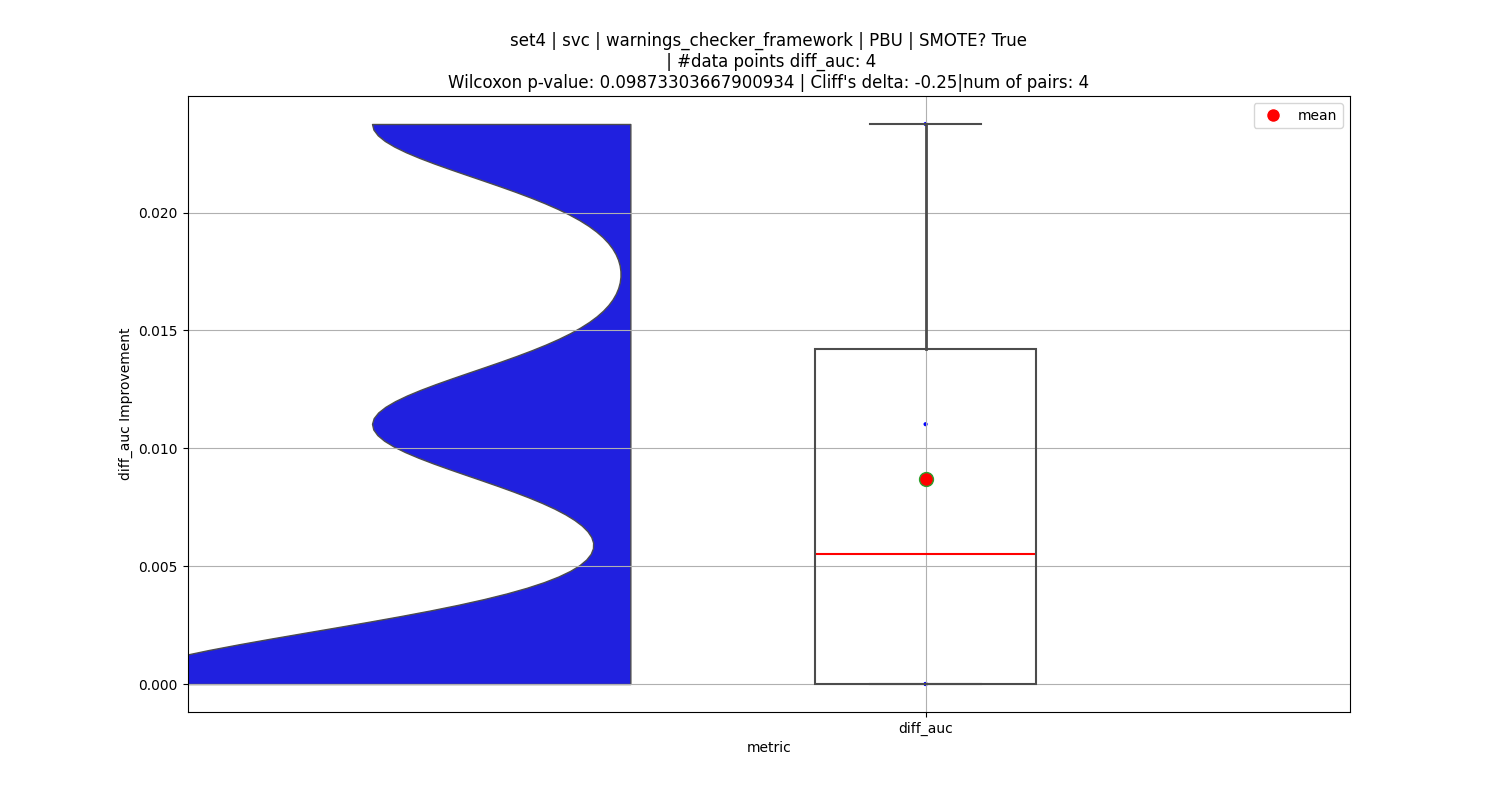 set4 | svc | warnings_checker_framework | PBU | SMOTE? True
| #data points diff_auc: 4
Wilcoxon p-value: 0.09873303667900934 | Cliff's delta: -0.25|num of pairs: 4
mean
0.020
0.015
0.010
0.005
0.000
diff_auc Improvement
diff_auc
metric